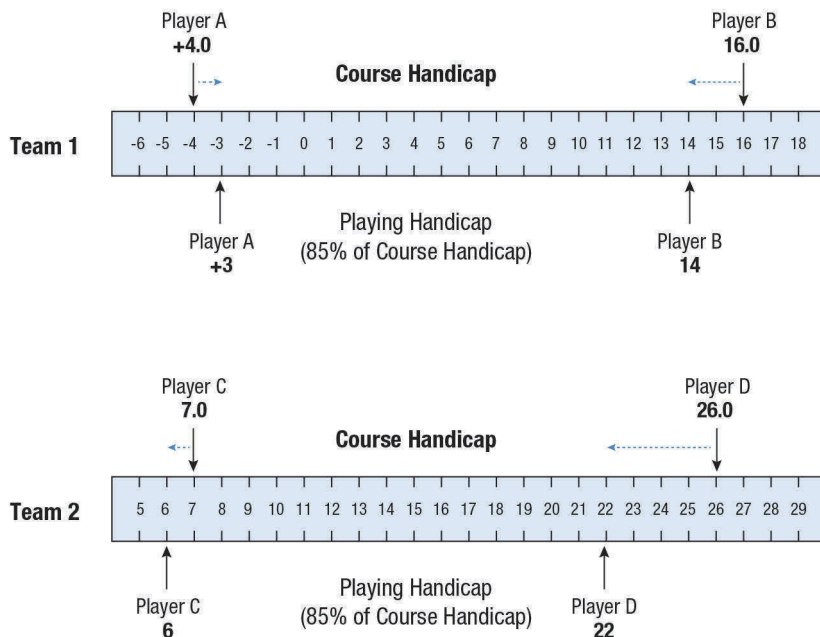 Player A
+4.0
Player B
16.0
Course Handicap
Team 1
-6 -5 -4 -3 -2 -1 0 1 2 3 4 5 6 7 8 9 10 11 12 13 14 15 16 17 18
Player A
+3
Playing Handicap
(85% of Course Handicap)
Player B
14
Player C
7.0
Player D
26.0
Course Handicap
Team 2
5 6 7 8 9 10 11 12 13 14 15 16 17 18 19 20 21 22 23 24 25 26 27 28 29
Player C
6
Playing Handicap
(85% of Course Handicap)
Player D
22